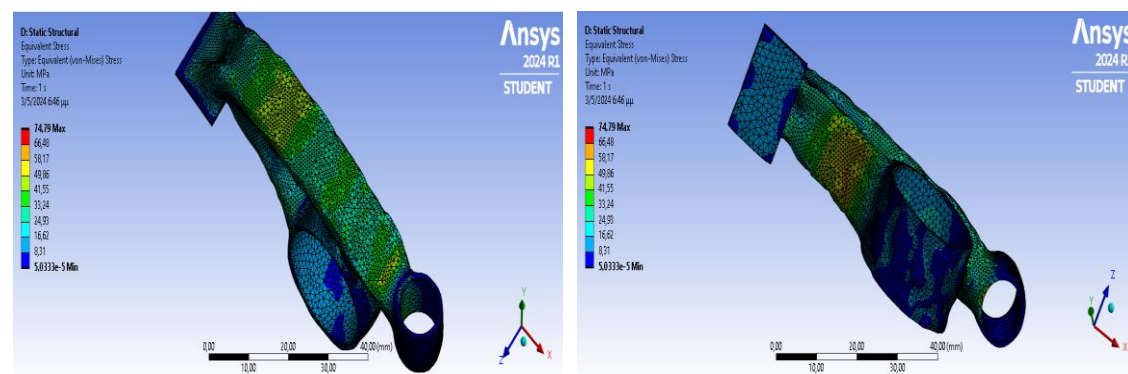 D: Static Structural
Equivalent Stress
Type: Equivalent (von-Mises) Stress
Unit: MPa
Time: 1 s
3/5/2024 6:46 μμ
74,79 Max
66,48
58,17
49,86
41,55
33,24
24,93
16,62
8,31
5,0333e-5 Min
Ansys
2024 R1
STUDENT
0,00 20,00 40,00 (mm)
10,00 30,00
Y
Z X
D: Static Structural
Equivalent Stress
Type: Equivalent (von-Mises) Stress
Unit: MPa
Time: 1 s
3/5/2024 6:46 μμ
74,79 Max
66,48
58,17
49,86
41,55
33,24
24,93
16,62
8,31
5,0333e-5 Min
Ansys
2024 R
STUDENT
0,00 20,00 40,00 (mm)
10,00 30,00
Z
Y
X